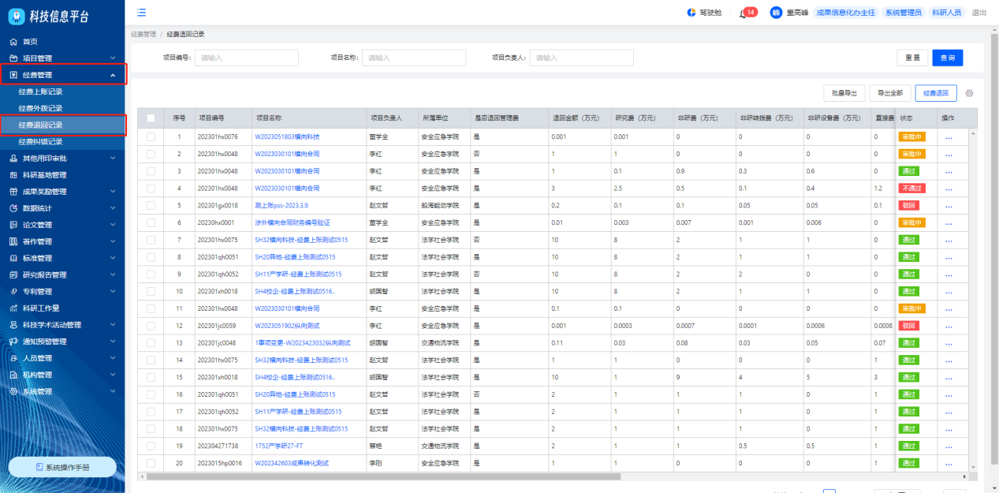 科技信息平台
驾驶舱 14 峰 童高峰 成果信息化办主任 系统管理员 科研人员 退出
首页
项目管理
经费管理
经费上账记录
经费外拨记录
经费退回记录
经费纠错记录
其他用印审批
科研基地管理
成果奖励管理
数据统计
论文管理
著作管理
标准管理
研究报告管理
专利管理
科研工作量
科技学术活动管理
通知预警管理
人员管理
机构管理
系统管理
系统操作手册
经费管理 / 经费退回记录
项目编号: 请输入 项目名称: 请输入 项目负责人: 请输入 重置 查询
批量导出 导出全部 经费退回
序号 项目编号 项目名称 项目负责人 所属单位 是否退回管理费 退回金额（万元） 研究费（万元） 非研费（万元） 非研转拨费（万元） 非研设备费（万元） 直接费 状态 操作
1 202301hx0076 W2023051803横向科技 董学全 安全应急学院 是 0.001 0.001 0 0 0 0 审批中 ...
2 202301hx0048 W2023030101横向合同 李红 安全应急学院 否 1 1 0 0 0 0 审批中 ...
3 202301hx0048 W2023030101横向合同 李红 安全应急学院 是 1 0.1 0.9 0.3 0.6 0 通过 ...
4 202301hx0048 W2023030101横向合同 李红 安全应急学院 是 3 2.5 0.5 0.1 0.4 1.2 不通过 ...
5 202301gx0018 测上账pss-2023.3.9 赵文哲 船海能动学院 是 0.2 0.1 0.1 0.05 0.05 0.1 驳回 ...
6 20230hx0001 涉外横向合同财务编号验证 董学全 安全应急学院 是 0.01 0.003 0.007 0.001 0.006 0 审批中 ...
7 202301hx0075 SH32横向科技-经费上账测试0515 赵文哲 法学社会学院 否 10 8 2 1 1 0 通过 ...
8 202301qh0051 SH20异地-经费上账测试0515 赵文哲 法学社会学院 是 10 8 2 1 1 0 通过 ...
9 202301qh0052 SH11产学研-经费上账测试0515 赵文哲 法学社会学院 否 10 8 2 2 0 0 通过 ...
10 202301xh0018 SH4校企-经费上账测试0516.. 胡国智 法学社会学院 是 10 8 2 1 1 0 通过 ...
11 202301hx0048 W2023030101横向合同 李红 安全应急学院 是 0.1 0.1 0 0 0 0 审批中 ...
12 202301jc0059 W2023051902纵向测试 李红 安全应急学院 是 0.001 0.0003 0.0007 0.0001 0.0006 0.0008 驳回 ...
13 202301jc0048 1事项变更-W2023423032纵向测试 胡国智 交通物流学院 是 0.11 0.03 0.08 0.03 0.05 0.07 通过 ...
14 202301hx0075 SH32横向科技-经费上账测试0515 赵文哲 法学社会学院 是 1 1 0 0 0 1 通过 ...
15 202301xh0018 SH4校企-经费上账测试0516.. 胡国智 法学社会学院 是 10 1 9 4 5 3 通过 ...
16 202301qh0051 SH20异地-经费上账测试0515 赵文哲 法学社会学院 否 2 1 1 1 0 1 通过 ...
17 202301qh0052 SH11产学研-经费上账测试0515 赵文哲 法学社会学院 是 2 1 1 1 0 1 通过 ...
18 202301hx0075 SH32横向科技-经费上账测试0515 赵文哲 法学社会学院 是 2 1 1 1 0 1 通过 ...
19 202304271738 1752产学研27-FT 蔡艳 交通物流学院 是 2 1 1 0.5 0.5 1 通过 ...
20 2023015hp0016 W202342603成果转化测试 李刚 安全应急学院 是 1 1 0 0 0 1 通过 ...